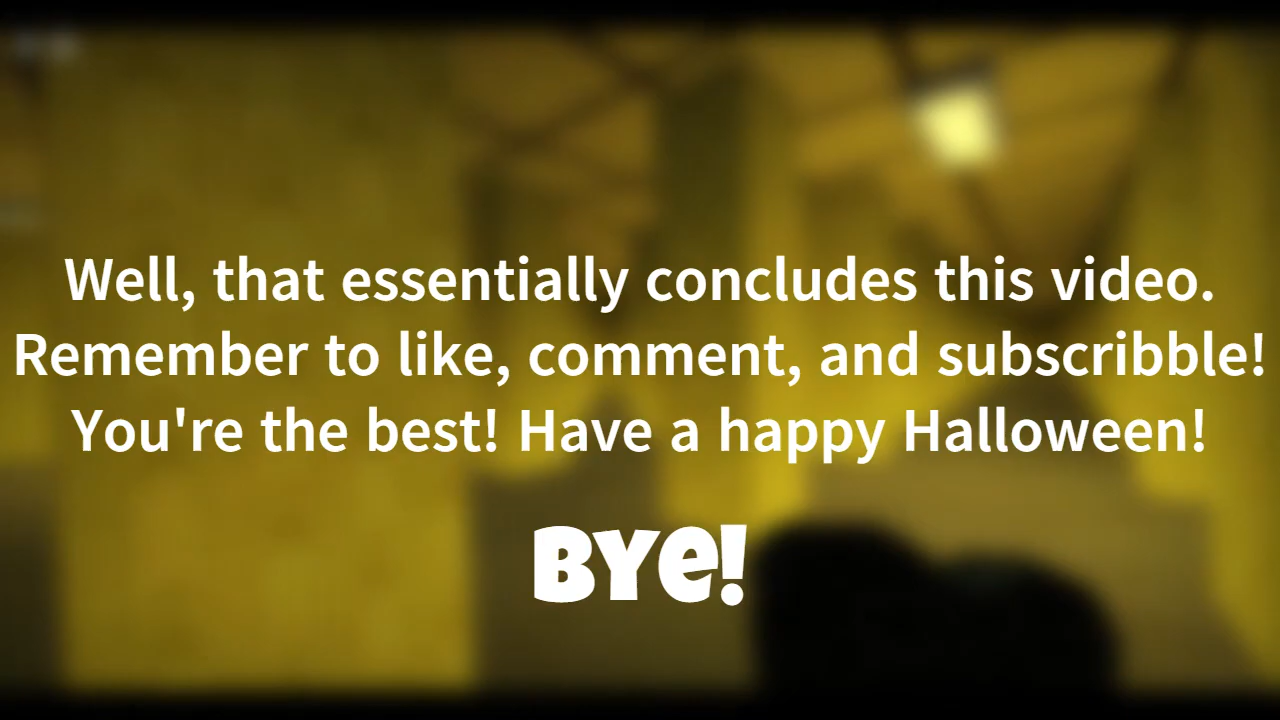 Well, that essentially concludes this video.
Remember to like, comment, and subscribble!
You're the best! Have a happy Halloween!
BYe!